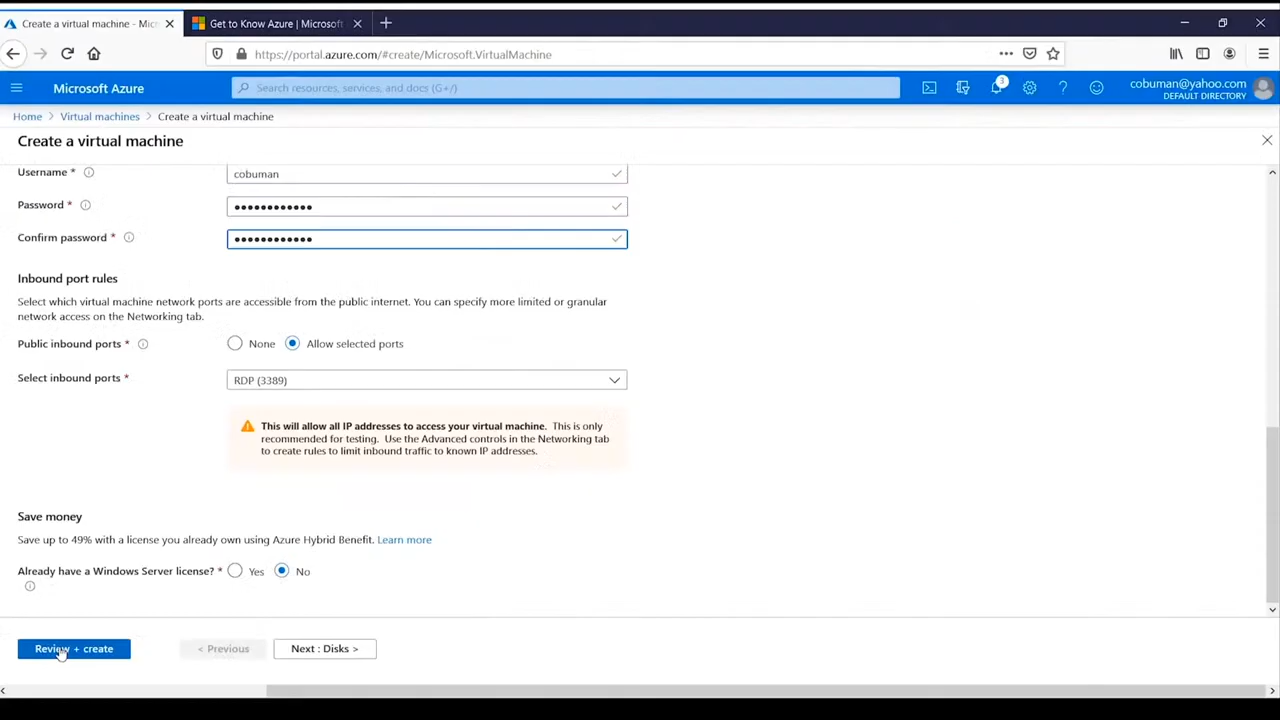 Create a virtual machine - Micr
Get to Know Azure | Microsoft
https://portal.azure.com/#create/Microsoft.VirtualMachine
Microsoft Azure
Search resources, services, and docs (G+/)
3
cobuman@yahoo.com
DEFAULT DIRECTORY
Home > Virtual machines > Create a virtual machine
Create a virtual machine
Username *
cobuman
Password *
••••••••••••
Confirm password *
••••••••••••
Inbound port rules
Select which virtual machine network ports are accessible from the public internet. You can specify more limited or granular
network access on the Networking tab.
Public inbound ports *
None
Allow selected ports
Select inbound ports *
RDP (3389)
This will allow all IP addresses to access your virtual machine. This is only
recommended for testing. Use the Advanced controls in the Networking tab
to create rules to limit inbound traffic to known IP addresses.
Save money
Save up to 49% with a license you already own using Azure Hybrid Benefit. Learn more
Already have a Windows Server license? *
Yes
No
Review + create
< Previous
Next : Disks >